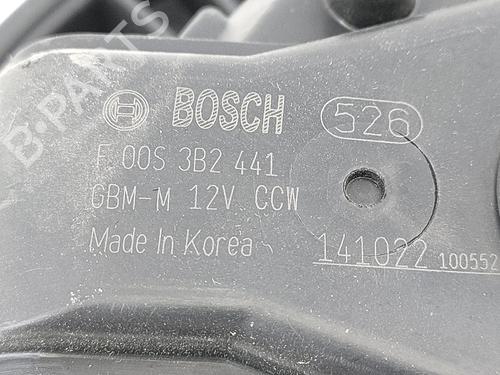 B-PARTS
BOSCH 526
F 00S 3B2 441
GBM-M 12V CCW
Made In Korea 141022 100552